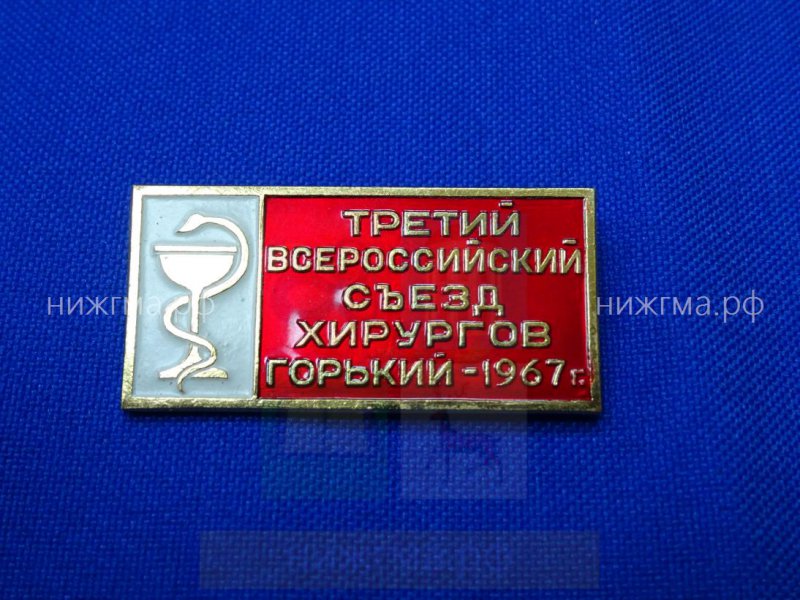 ТРЕТИЙ
ВСЕРОССИЙСКИЙ
СЪЕЗД
ХИРУРГОВ
ГОРЬКИЙ - 1967 г.
нижгма.рф
нижгма.рф